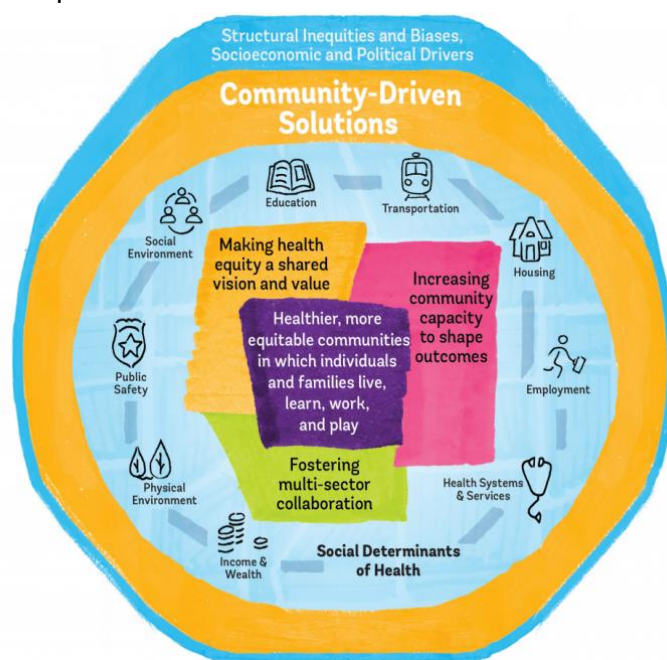 Structural Inequities and Biases,
Socioeconomic and Political Drivers
Community-Driven
Solutions
Education
Transportation
Social
Environment
Housing
Making health
equity a shared
vision and value
Increasing
community
capacity
to shape
outcomes
Healthier, more
equitable communities
in which individuals
and families live,
learn, work,
and play
Public
Safety
Employment
Fostering
multi-sector
collaboration
Physical
Environment
Health Systems
& Services
Income &
Wealth
Social Determinants
of Health